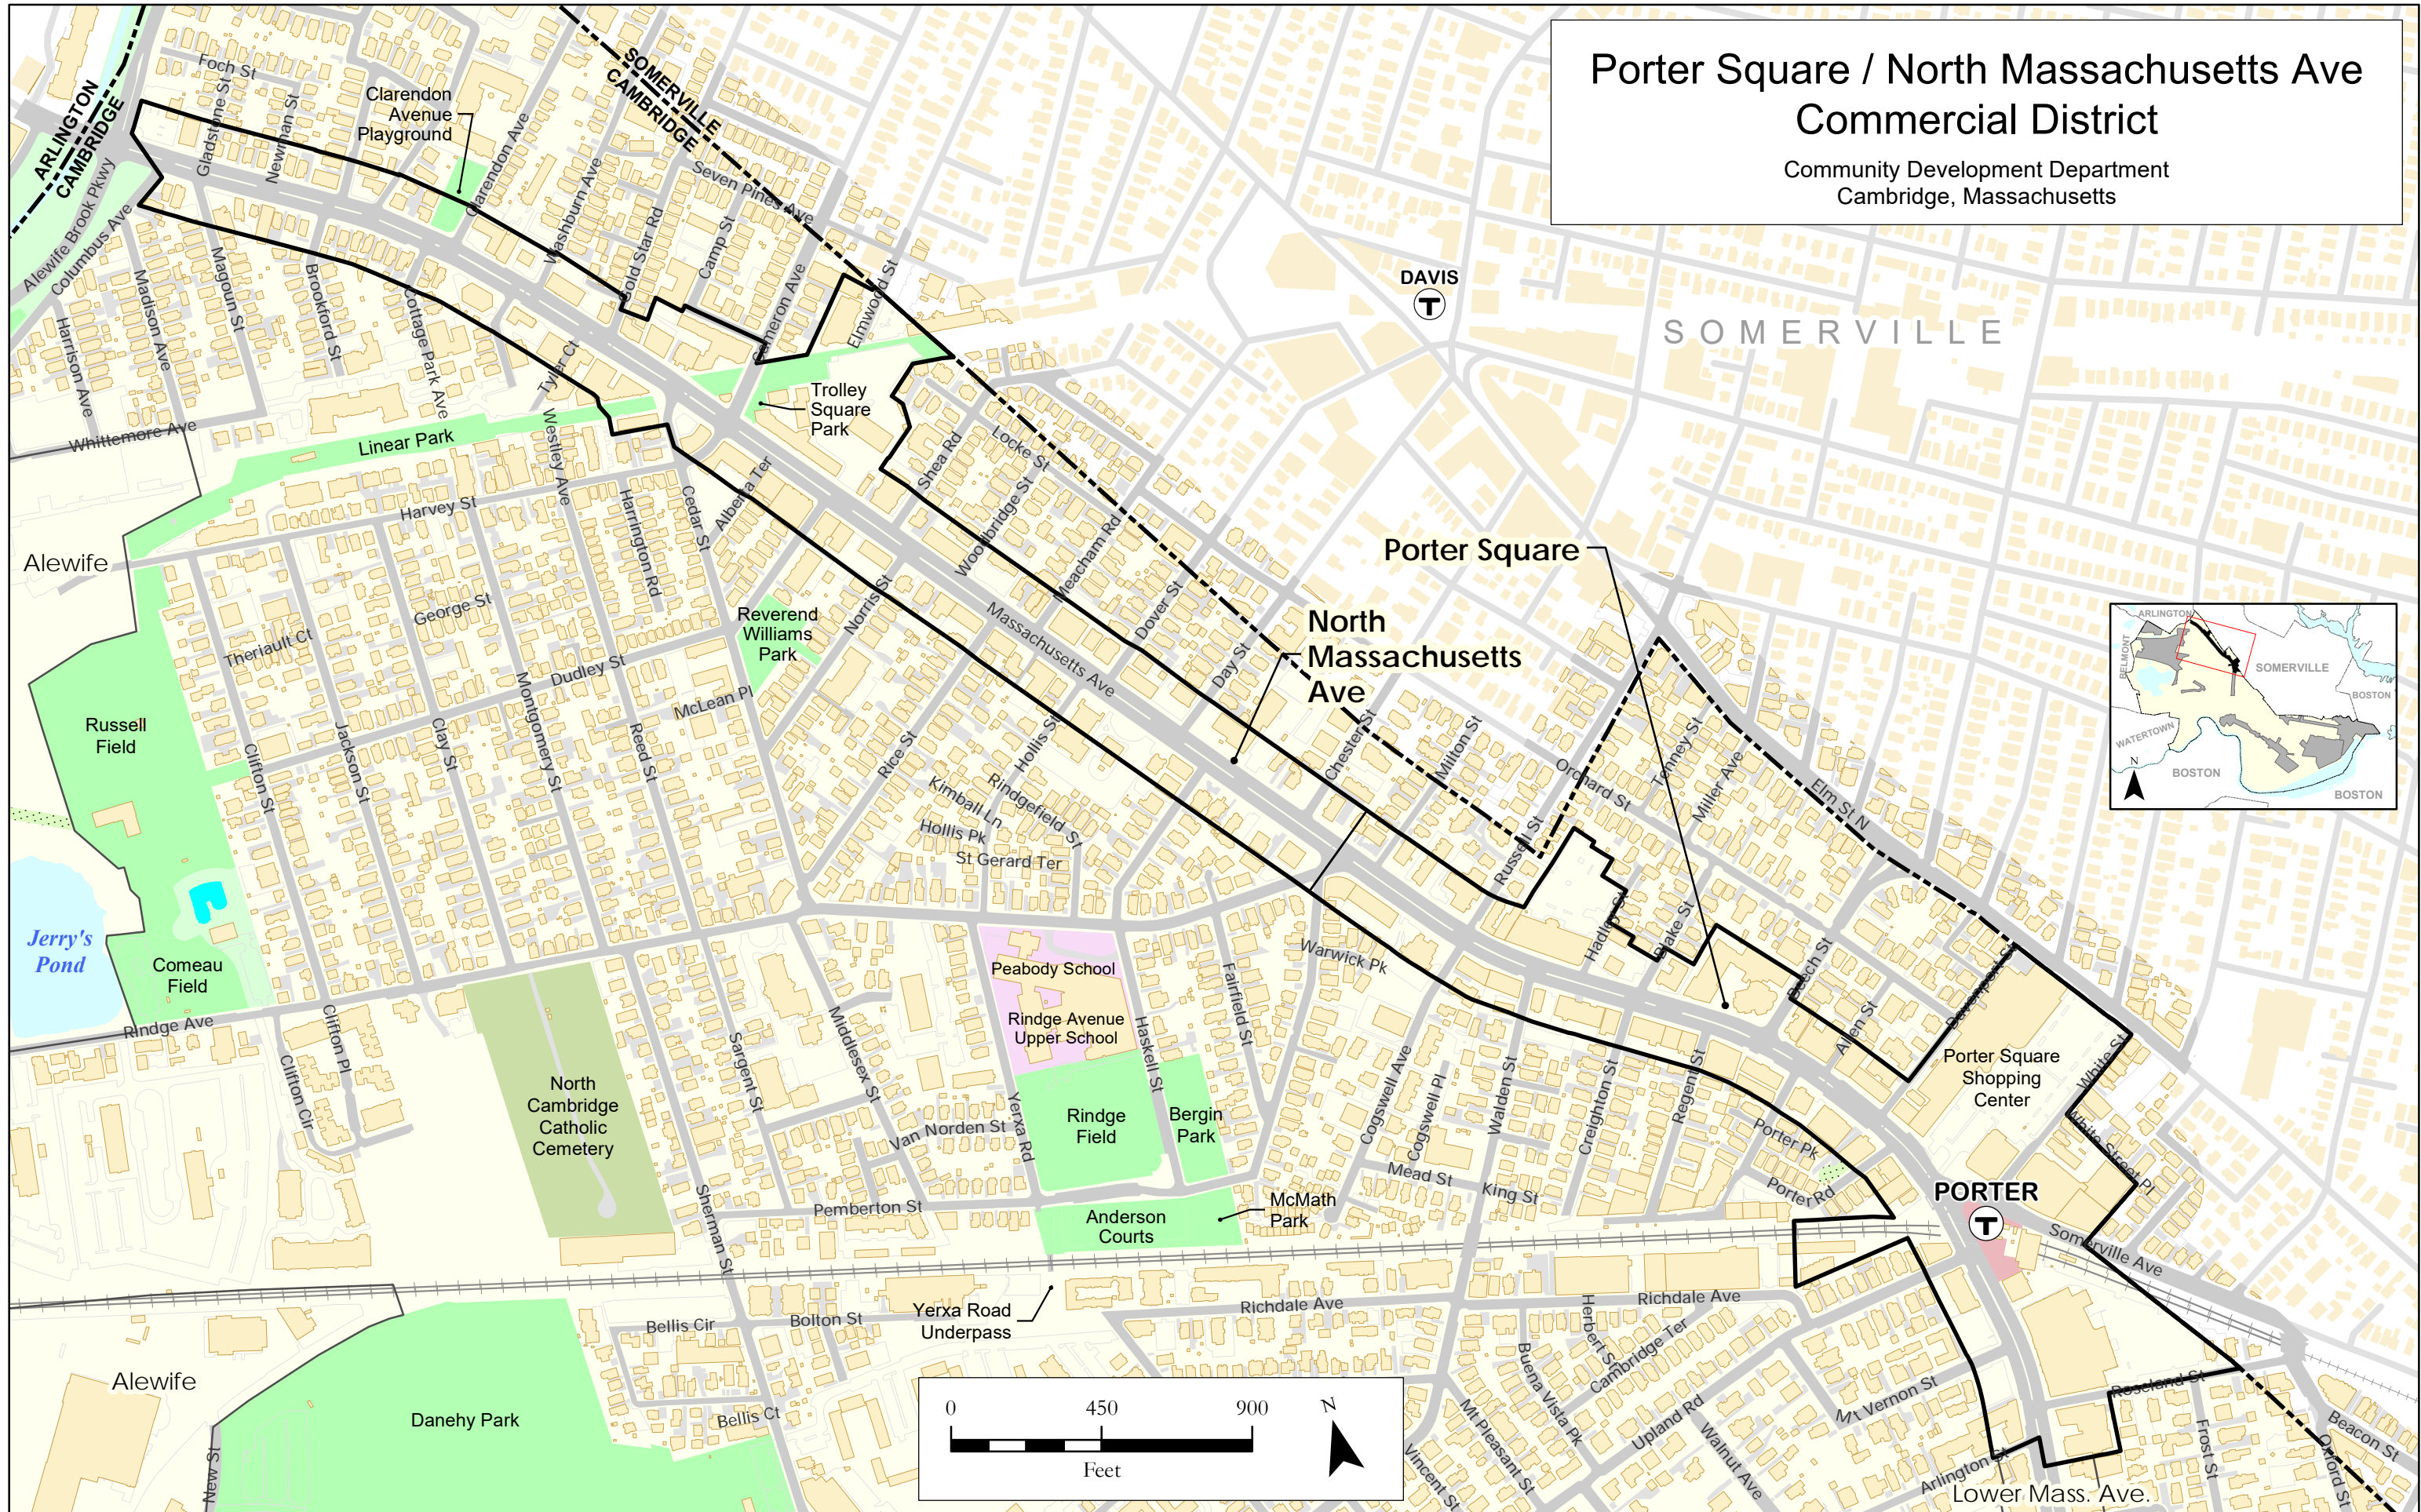 Porter Square / North Massachusetts Ave
Commercial District
Community Development Department
Cambridge, Massachusetts
ARLINGTON
CAMBRIDGE
SOMERVILLE
CAMBRIDGE
Foch St
Gladstone St
Newman St
Clarendon
Avenue
Playground
Clarendon Ave
Washburn Ave
Seven Pines Ave
Gold Star Rd
Camp St
Cameron Ave
Elmwood St
Alewife Brook Pkwy
Columbus Ave
Harrison Ave
Madison Ave
Magoun St
Brookford St
Cottage Park Ave
Tyler Ct
Whittemore Ave
Linear Park
Westley Ave
Trolley
Square
Park
DAVIS
T
SOMERVILLE
Shea Rd
Locke St
Woodbridge St
Meacham Rd
Dover St
Day St
Chester St
Milton St
Russell St
Orchard St
Tenney St
Miller Ave
Elm St N
Alewife
Harvey St
Harrington Rd
Cedar St
Alberta Ter
Norris St
Massachusetts Ave
Porter Square
North
Massachusetts
Ave
Theriault Ct
George St
Dudley St
McLean Pl
Reverend
Williams
Park
Russell
Field
Clifton St
Jackson St
Clay St
Montgomery St
Reed St
Rice St
Hollis St
Kimball Ln
Rindgefield St
Hollis Pk
St Gerard Ter
Warwick Pk
Hadley St
Blake St
Beech St
Allen St
Davenport St
Jerry's
Pond
Comeau
Field
Rindge Ave
Clifton Pl
Clifton Cir
North
Cambridge
Catholic
Cemetery
Sargent St
Middlesex St
Sherman St
Van Norden St
Pemberton St
Peabody School
Rindge Avenue
Upper School
Yerxa Rd
Haskell St
Fairfield St
Rindge
Field
Bergin
Park
Anderson
Courts
McMath
Park
Cogswell Ave
Cogswell Pl
Walden St
Creighton St
Regent St
Mead St
King St
Porter Pk
Porter Rd
Porter Square
Shopping
Center
White St
White Street Pl
PORTER
T
Somerville Ave
Yerxa Road
Underpass
Richdale Ave
Richdale Ave
Bellis Cir
Bolton St
Bellis Ct
Alewife
Danehy Park
New St
Herbert St
Cambridge Ter
Buena Vista Pk
Mt Pleasant St
Vincent St
Upland Rd
Walnut Ave
Mt Vernon St
Arlington St
Roseland St
Frost St
Oxford St
Beacon St
Lower Mass. Ave.
0 450 900
Feet
N
ARLINGTON
BELMONT
SOMERVILLE
BOSTON
WATERTOWN
BOSTON
BOSTON
N